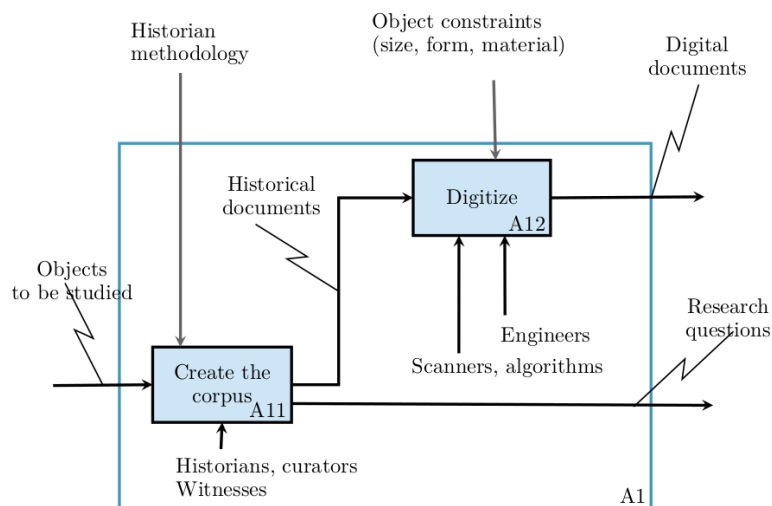 Historian
methodology
Object constraints
(size, form, material)
Digital
documents
Historical
documents
Digitize
A12
Objects
to be studied
Engineers
Scanners, algorithms
Research
questions
Create the
corpus
A11
Historians, curators
Witnesses
A1